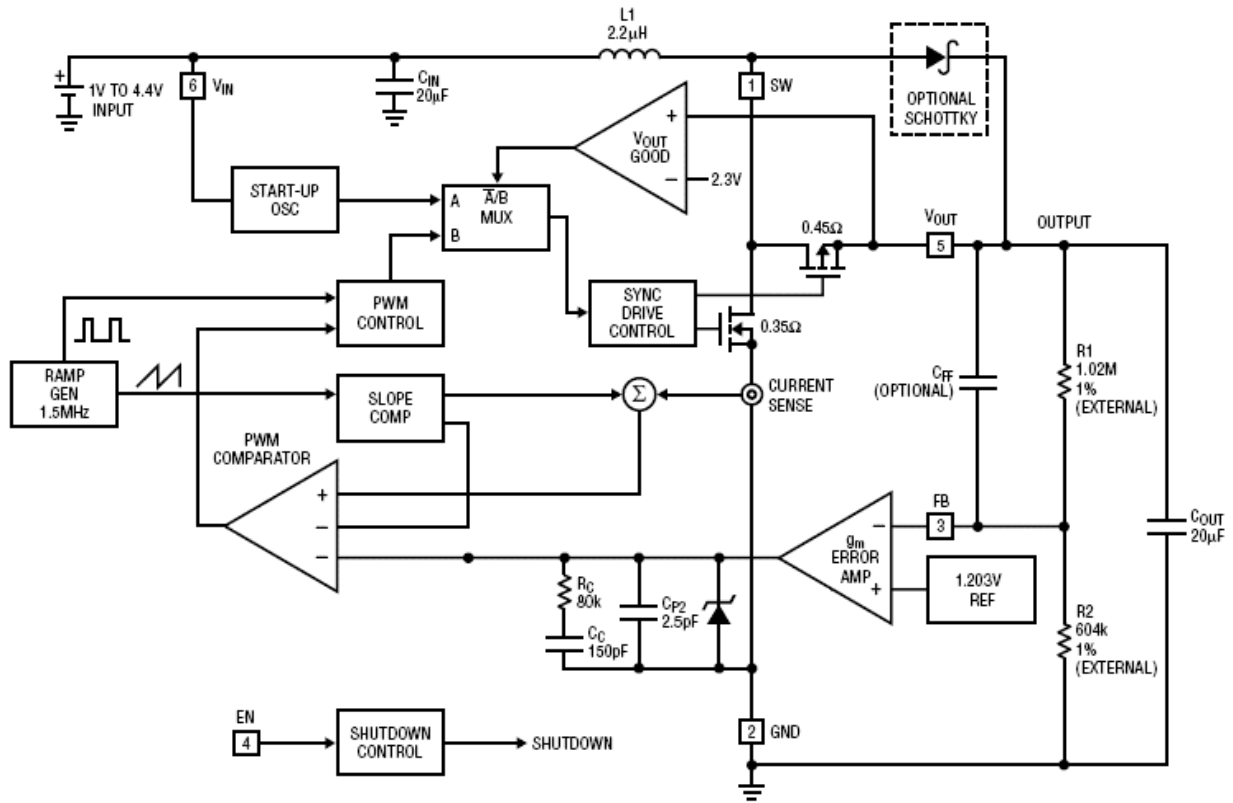 L1
2.2µH
+
1V TO 4.4V
INPUT
6
VIN
CIN
20µF
1
SW
OPTIONAL
SCHOTTKY
+
VOUT
GOOD
–
2.3V
START-UP
OSC
A
B
A̅/B
MUX
0.45Ω
VOUT
5
OUTPUT
PWM
CONTROL
SYNC
DRIVE
CONTROL
0.35Ω
RAMP
GEN
1.5MHz
SLOPE
COMP
Σ
CURRENT
SENSE
CFF
(OPTIONAL)
R1
1.02M
1%
(EXTERNAL)
PWM
COMPARATOR
+
–
–
FB
3
–
gm
ERROR
AMP
+
1.203V
REF
COUT
20µF
RC
80k
CC
150pF
CP2
2.5pF
R2
604k
1%
(EXTERNAL)
EN
4
SHUTDOWN
CONTROL
SHUTDOWN
2
GND